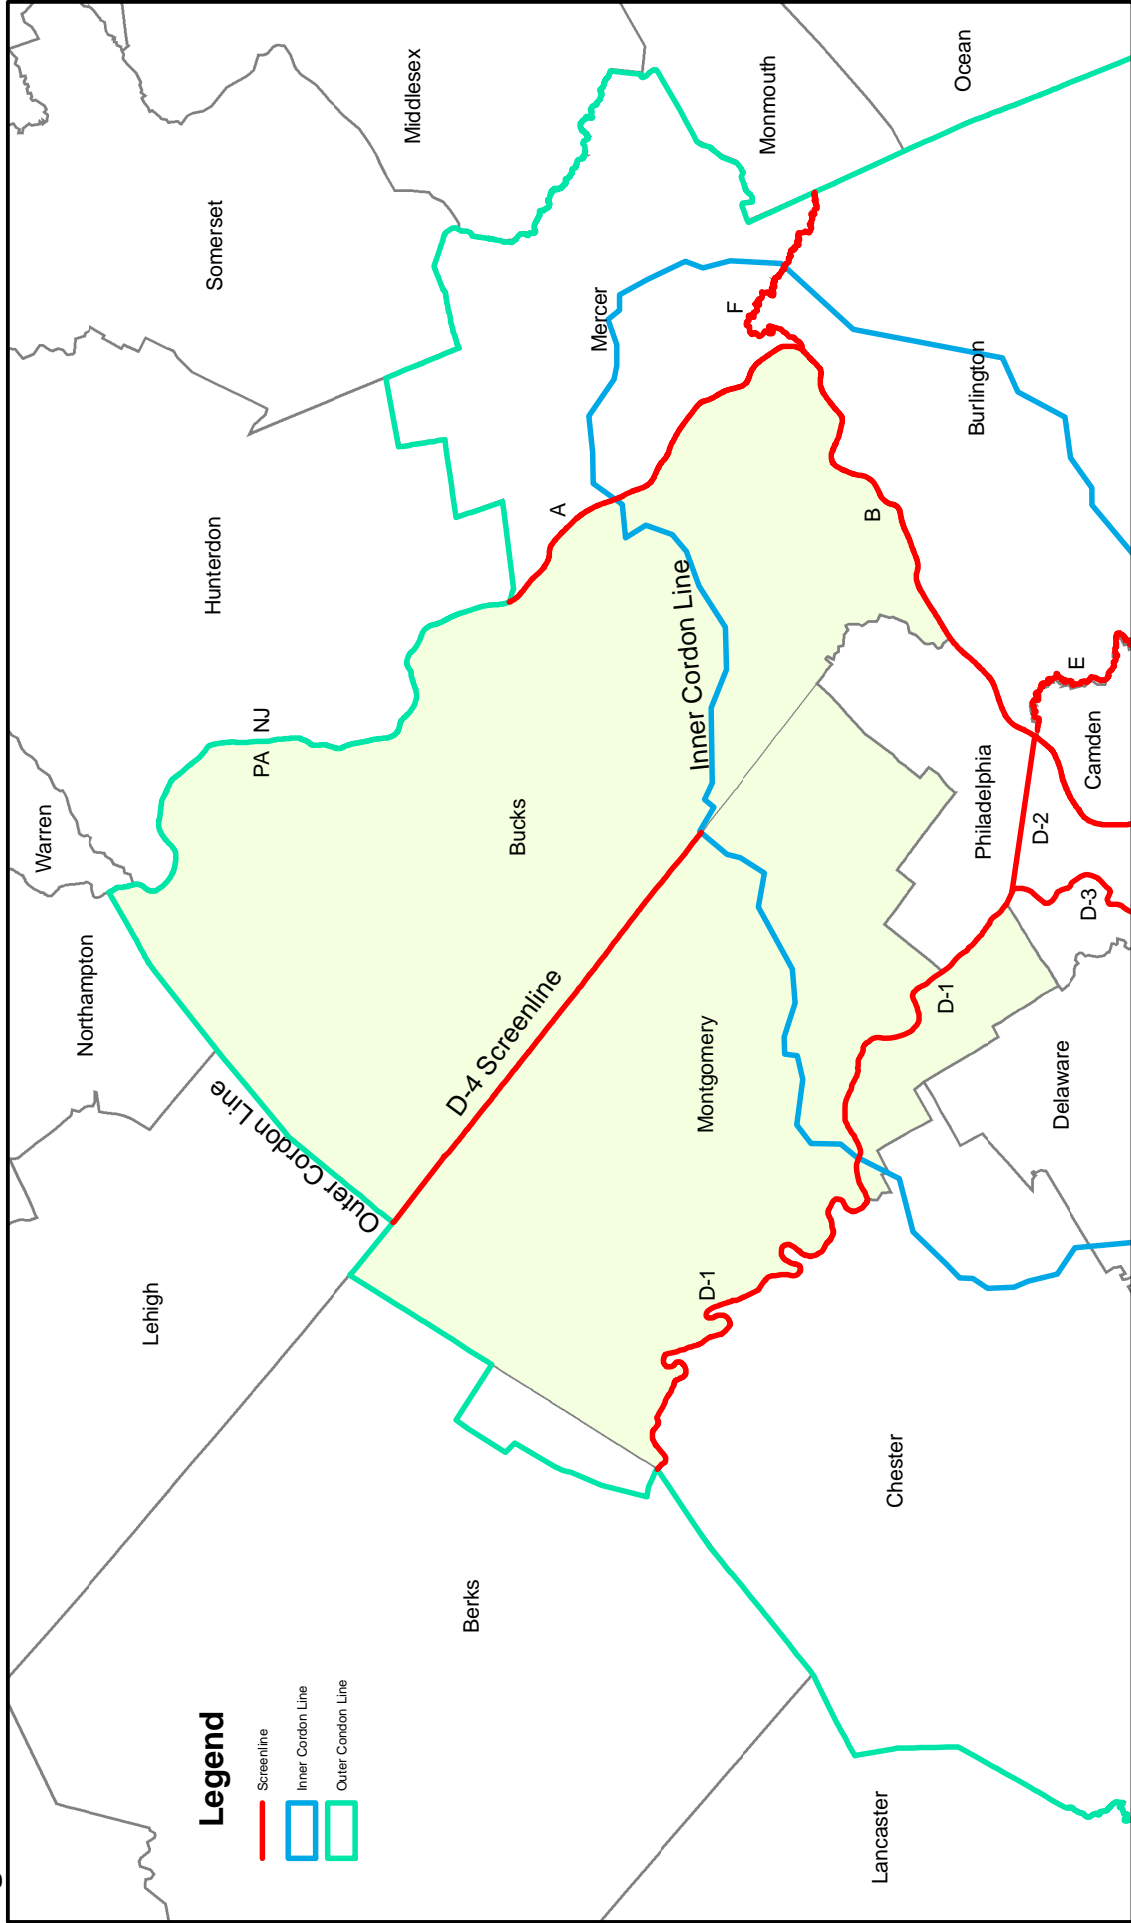 Warren
Northampton
Lehigh
Hunterdon
Somerset
Middlesex
Monmouth
Ocean
PA NJ
Mercer
A
F
Bucks
Outer Cordon Line
D-4 Screenline
Inner Cordon Line
B
Burlington
Berks
Montgomery
Philadelphia
D-1
D-1
D-2
D-3
E
Camden
Delaware
Chester
Lancaster
Legend
Screenline
Inner Cordon Line
Outer Condon Line